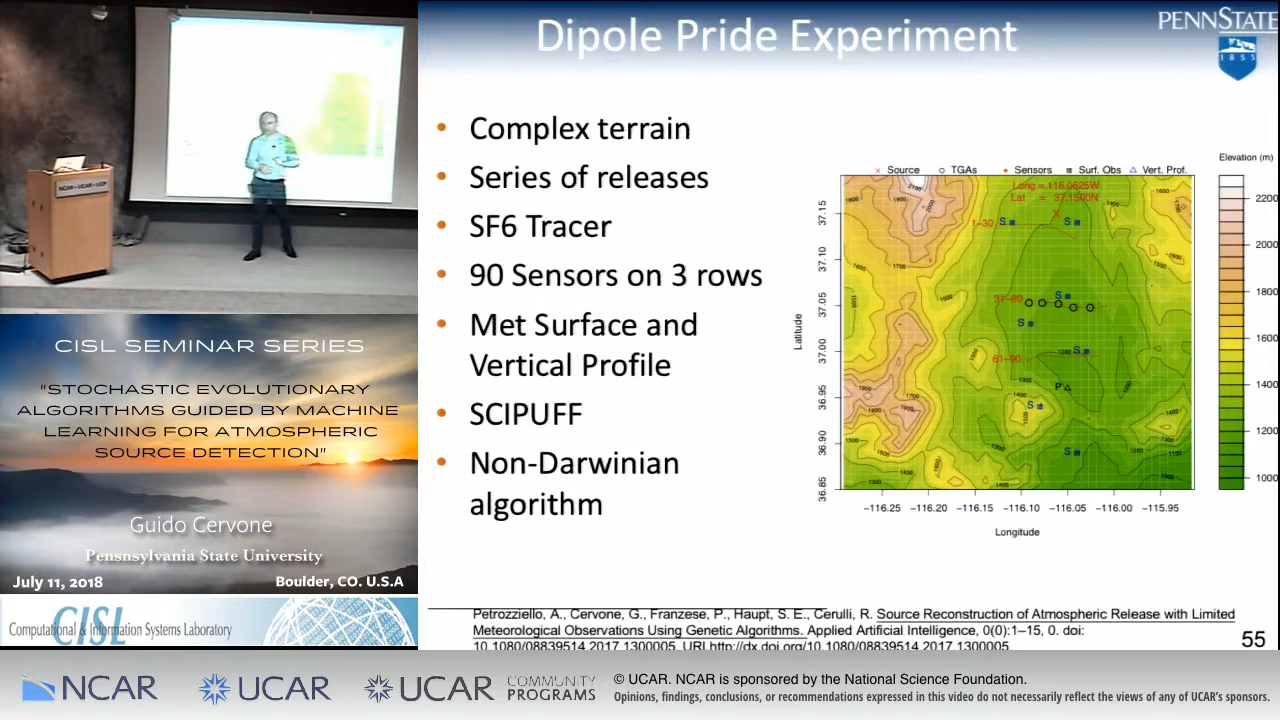 Dipole Pride Experiment
PENNSTATE
1855
• Complex terrain
• Series of releases
• SF6 Tracer
• 90 Sensors on 3 rows
• Met Surface and
Vertical Profile
• SCIPUFF
• Non-Darwinian
algorithm
Elevation (m)
Source TGAs Sensors Surf. Obs Vert. Prof.
Long = 116.0625W
Lat = 37.1500N
X
1-30
S
S
31-60
S
S
61-90
S
P
S
S
2200
2000
1800
1600
1400
1200
1000
37.15
37.10
37.05
37.00
36.95
36.90
36.85
Latitude
−116.25 −116.20 −116.15 −116.10 −116.05 −116.00 −115.95
Longitude
Petrozziello, A., Cervone, G., Franzese, P., Haupt, S. E., Cerulli, R. Source Reconstruction of Atmospheric Release with Limited
Meteorological Observations Using Genetic Algorithms. Applied Artificial Intelligence, 0(0):1–15, 0. doi:
10.1080/08839514.2017.1300005. URL http://dx.doi.org/10.1080/08839514.2017.1300005.
55
NCAR-UCAR-UCP
CISL SEMINAR SERIES
"STOCHASTIC EVOLUTIONARY
ALGORITHMS GUIDED BY MACHINE
LEARNING FOR ATMOSPHERIC
SOURCE DETECTION"
Guido Cervone
Pensnsylvania State University
July 11, 2018 Boulder, CO. U.S.A
CISL
Computational & Information Systems Laboratory
NCAR UCAR UCAR COMMUNITY
PROGRAMS
© UCAR. NCAR is sponsored by the National Science Foundation.
Opinions, findings, conclusions, or recommendations expressed in this video do not necessarily reflect the views of any of UCAR's sponsors.